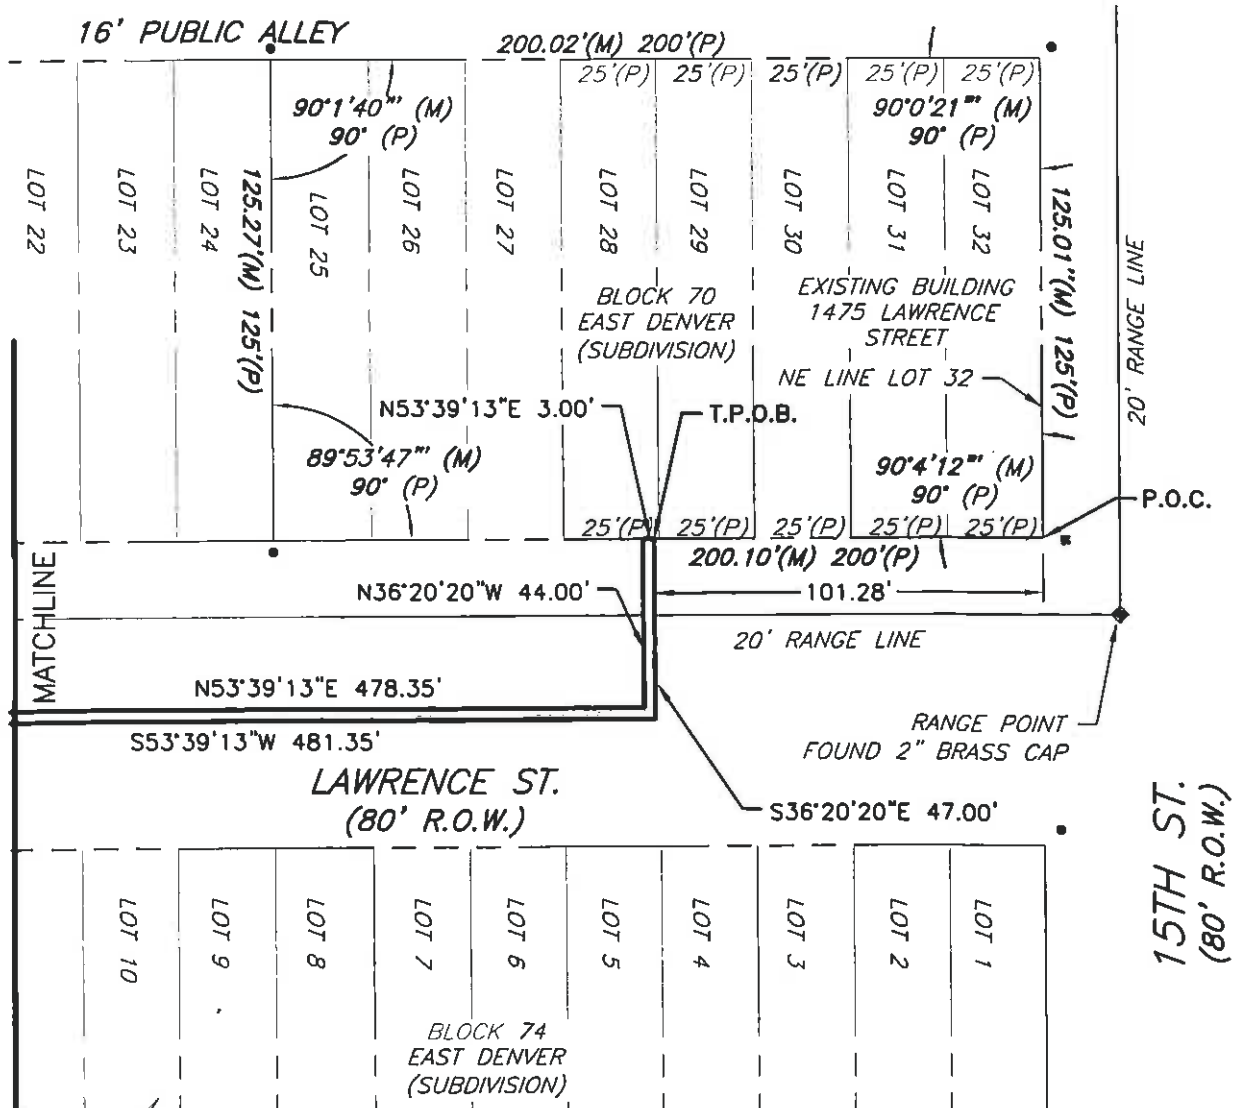 16' PUBLIC ALLEY
200.02'(M) 200'(P)
25'(P) 25'(P) 25'(P) 25'(P) 25'(P)
90°1'40"' (M)
90° (P)
90°0'21"' (M)
90° (P)
LOT 22
LOT 23
LOT 24
125.27'(M) 125'(P)
LOT 25
LOT 26
LOT 27
LOT 28
LOT 29
LOT 30
LOT 31
LOT 32
125.01"(M) 125'(P)
20' RANGE LINE
BLOCK 70
EAST DENVER
(SUBDIVISION)
EXISTING BUILDING
1475 LAWRENCE
STREET
NE LINE LOT 32
N53°39'13"E 3.00'
T.P.O.B.
89°53'47"' (M)
90° (P)
90°4'12"' (M)
90° (P)
P.O.C.
25'(P) 25'(P) 25'(P) 25'(P) 25'(P)
200.10'(M) 200'(P)
MATCHLINE
N36°20'20"W 44.00'
101.28'
20' RANGE LINE
N53°39'13"E 478.35'
S53°39'13"W 481.35'
RANGE POINT
FOUND 2" BRASS CAP
LAWRENCE ST.
(80' R.O.W.)
S36°20'20"E 47.00'
15TH ST.
(80' R.O.W.)
LOT 10
LOT 9
LOT 8
LOT 7
LOT 6
LOT 5
LOT 4
LOT 3
LOT 2
LOT 1
BLOCK 74
EAST DENVER
(SUBDIVISION)